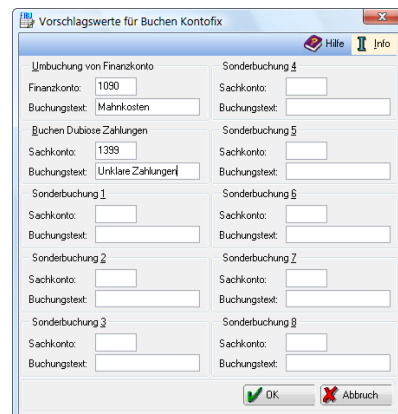 FIBU Vorschlagswerte für Buchen Kontofix
Hilfe Info
Umbuchung von Finanzkonto
Finanzkonto: 1090
Buchungstext: Mahnkosten
Buchen Dubiose Zahlungen
Sachkonto: 1399
Buchungstext: Unklare Zahlungen
Sonderbuchung 1
Sachkonto:
Buchungstext:
Sonderbuchung 2
Sachkonto:
Buchungstext:
Sonderbuchung 3
Sachkonto:
Buchungstext:
Sonderbuchung 4
Sachkonto:
Buchungstext:
Sonderbuchung 5
Sachkonto:
Buchungstext:
Sonderbuchung 6
Sachkonto:
Buchungstext:
Sonderbuchung 7
Sachkonto:
Buchungstext:
Sonderbuchung 8
Sachkonto:
Buchungstext:
OK Abbruch